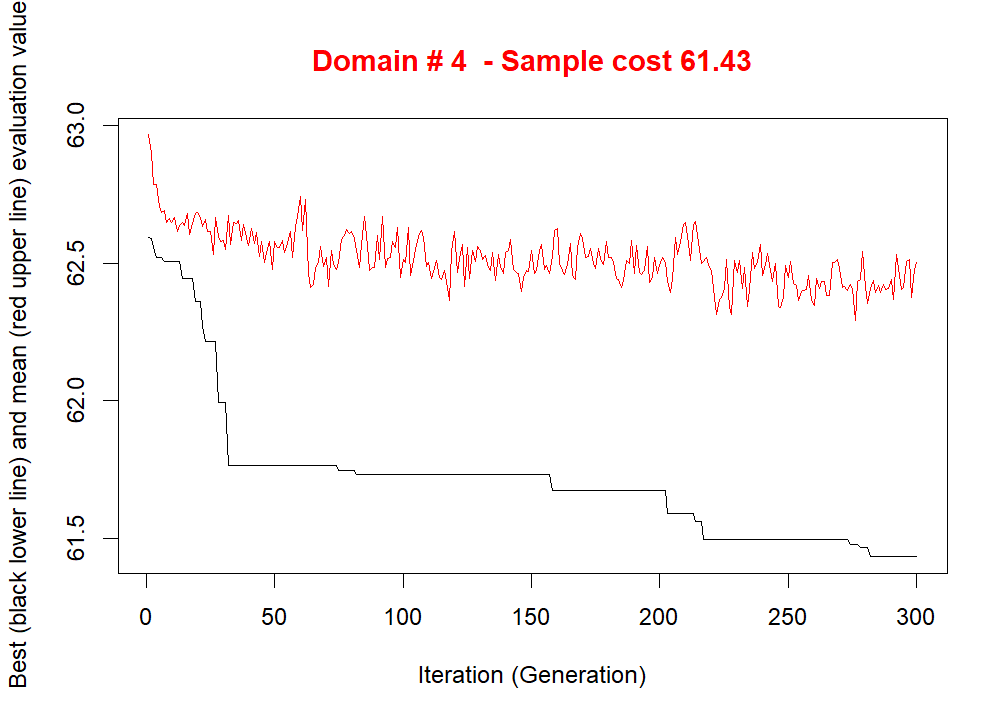 Domain # 4  - Sample cost 61.43
Best (black lower line) and mean (red upper line) evaluation value
63.0
62.5
62.0
61.5
0 50 100 150 200 250 300
Iteration (Generation)